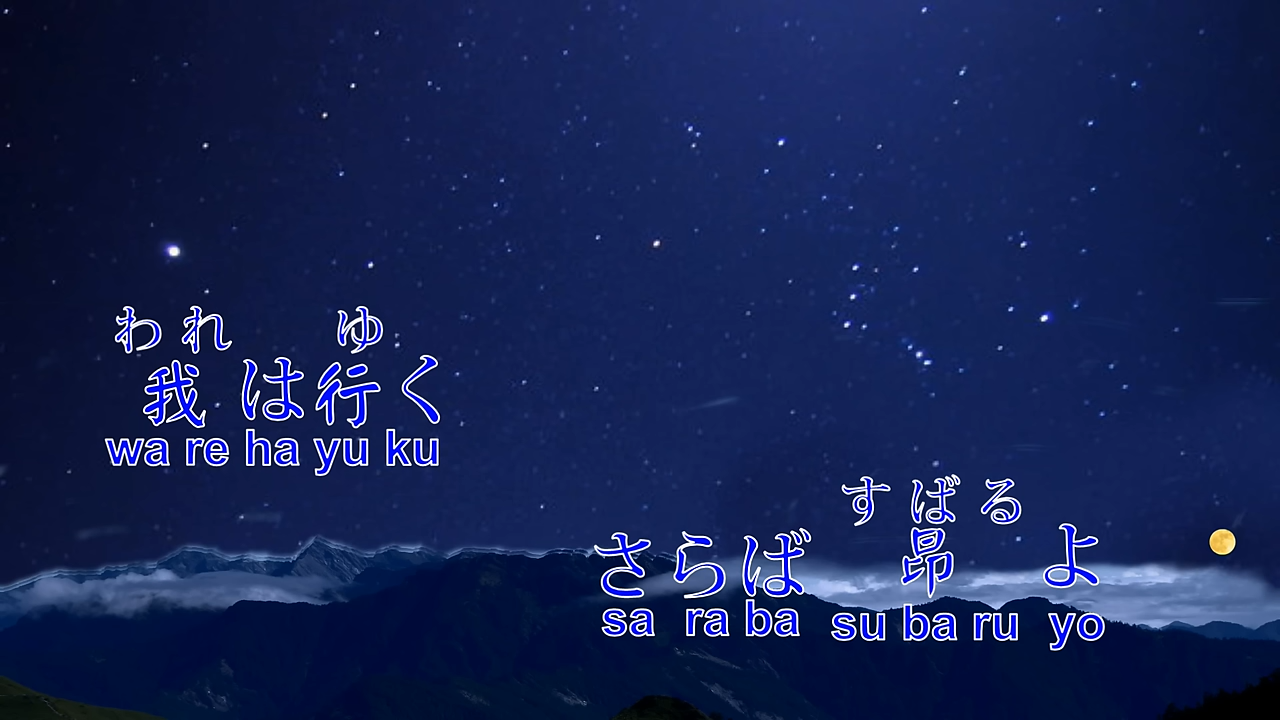 われ ゆ
我は行く
wa re ha yu ku
すばる
さらば 昴 よ
sa ra ba su ba ru yo